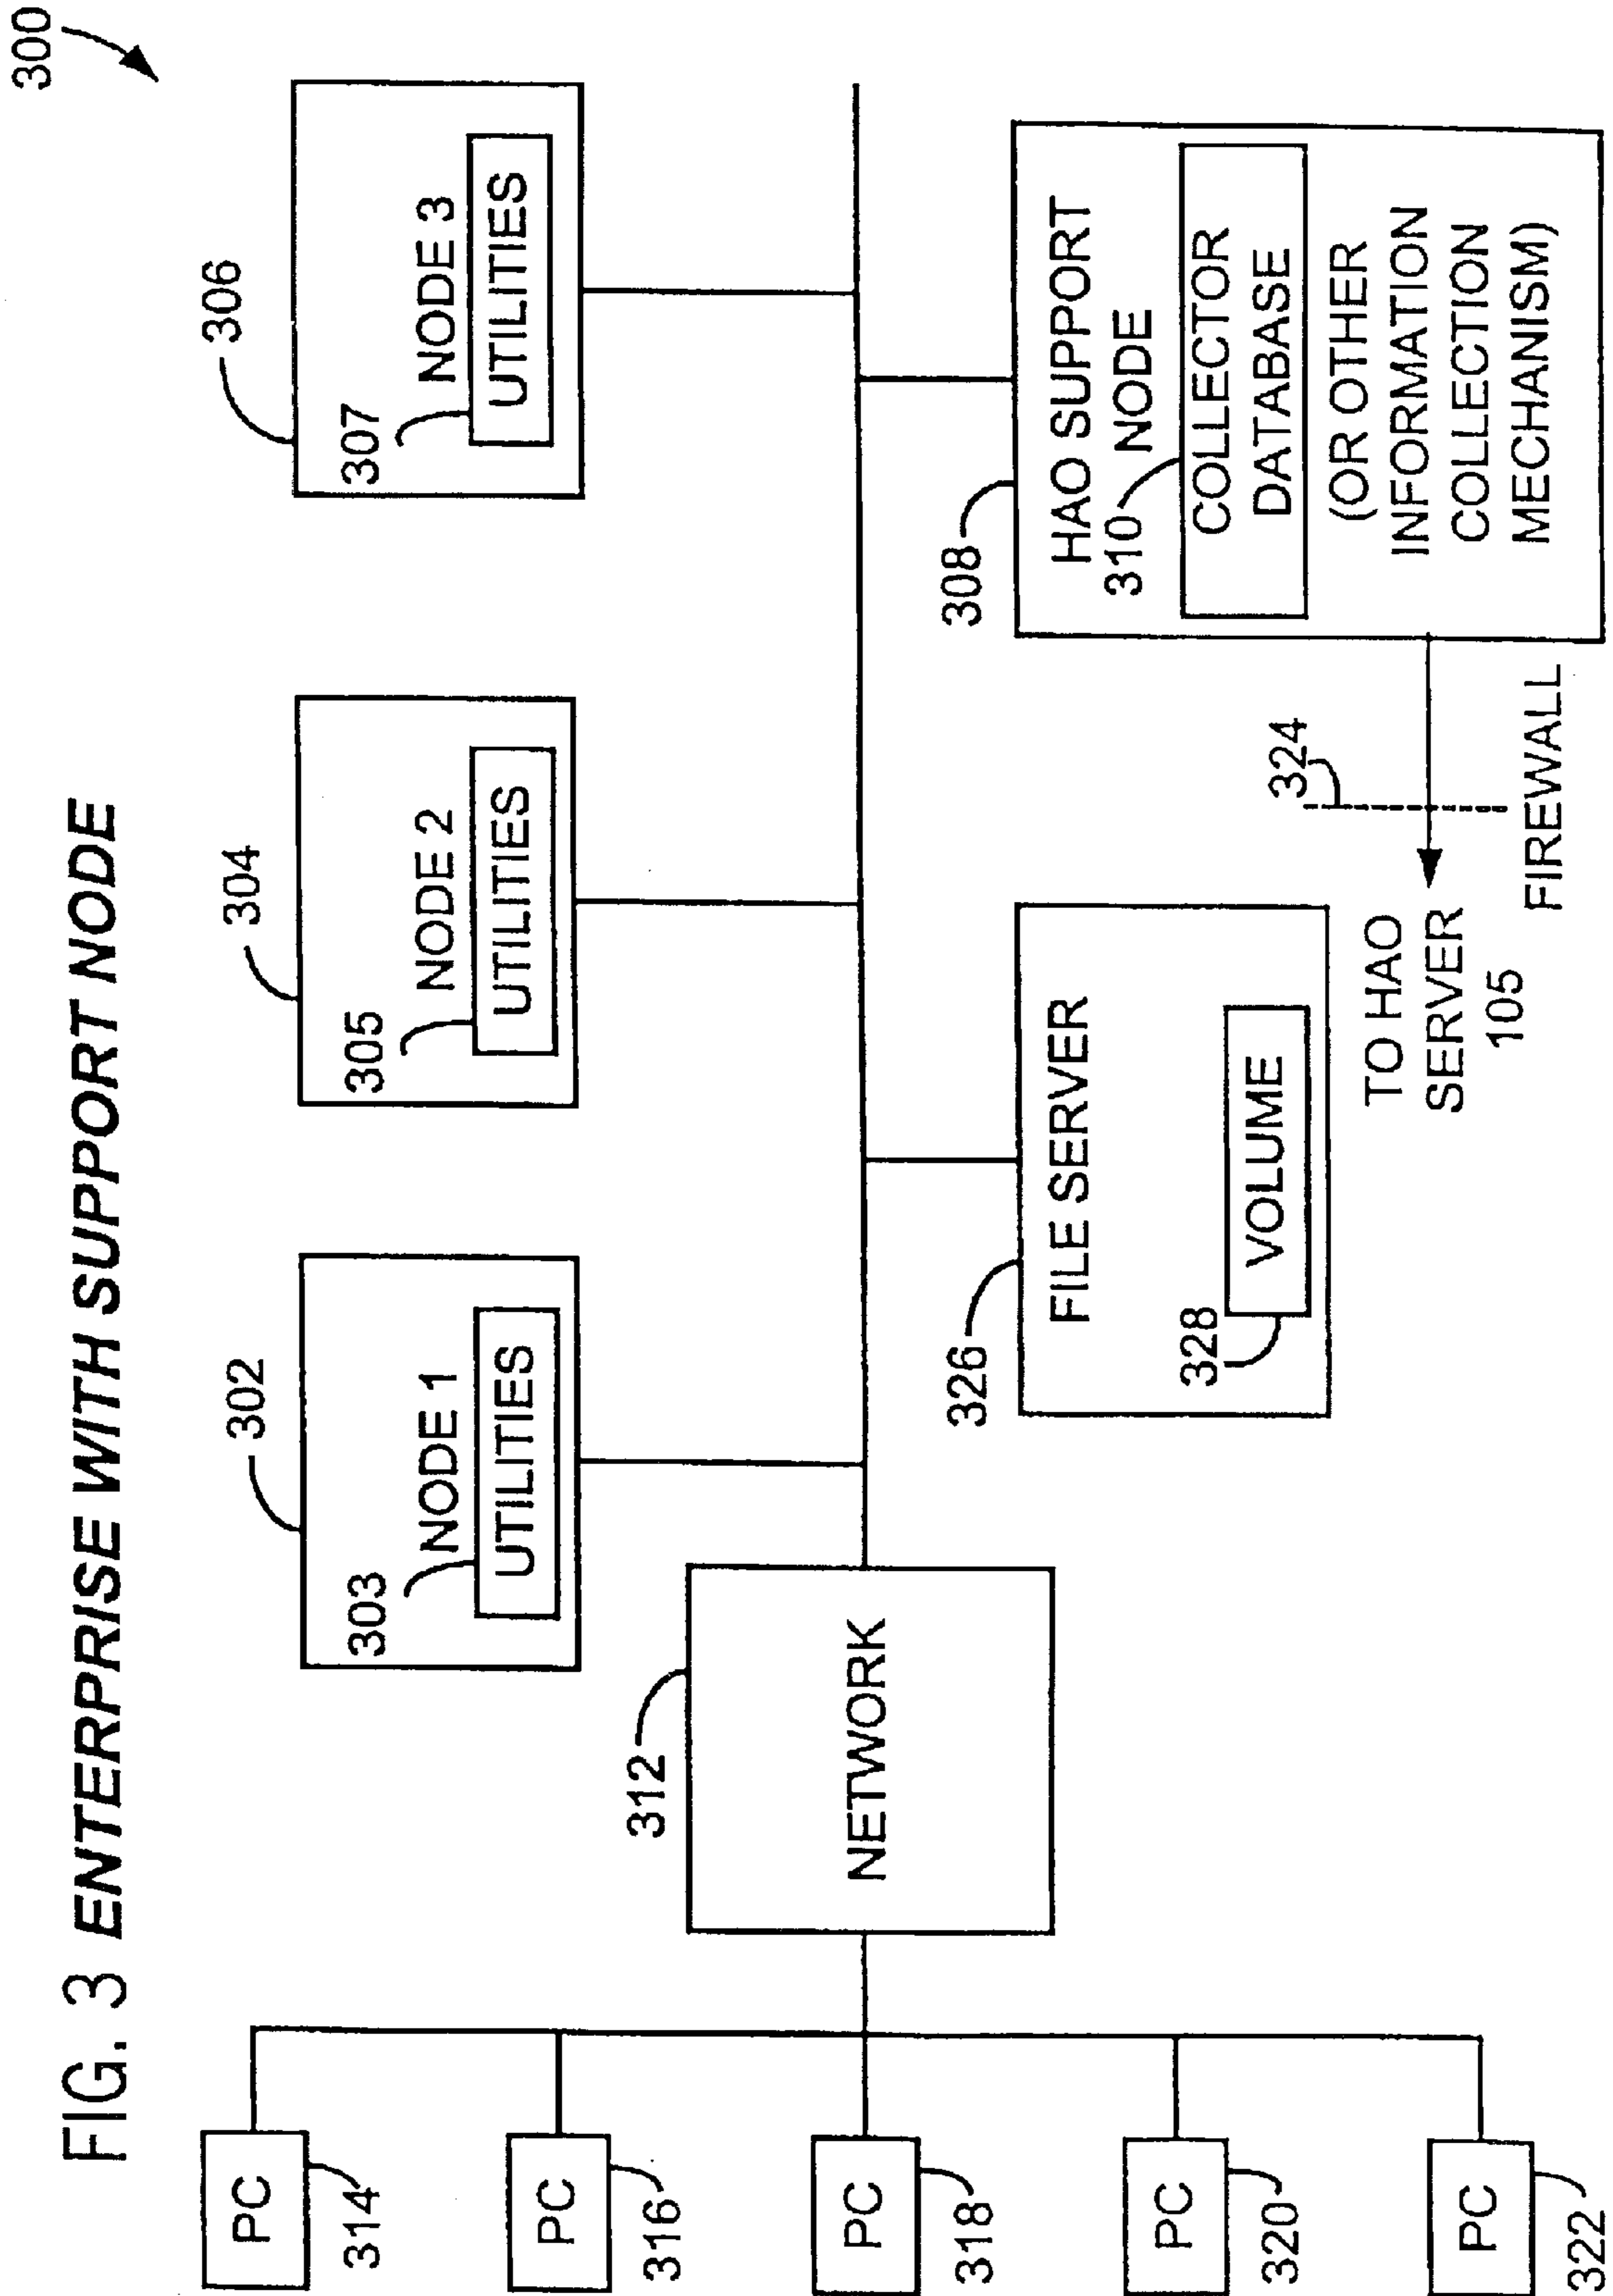 FIG. 3 ENTERPRISE WITH SUPPORT NODE
300
302
303
NODE 1
UTILITIES
304
305
NODE 2
UTILITIES
306
307
NODE 3
UTILITIES
312
NETWORK
PC
314
PC
316
PC
318
PC
320
PC
322
326
FILE SERVER
328
VOLUME
308
HAO SUPPORT
NODE
310
COLLECTOR
DATABASE
(OR OTHER
INFORMATION
COLLECTION
MECHANISM)
324
FIREWALL
TO HAO
SERVER
105